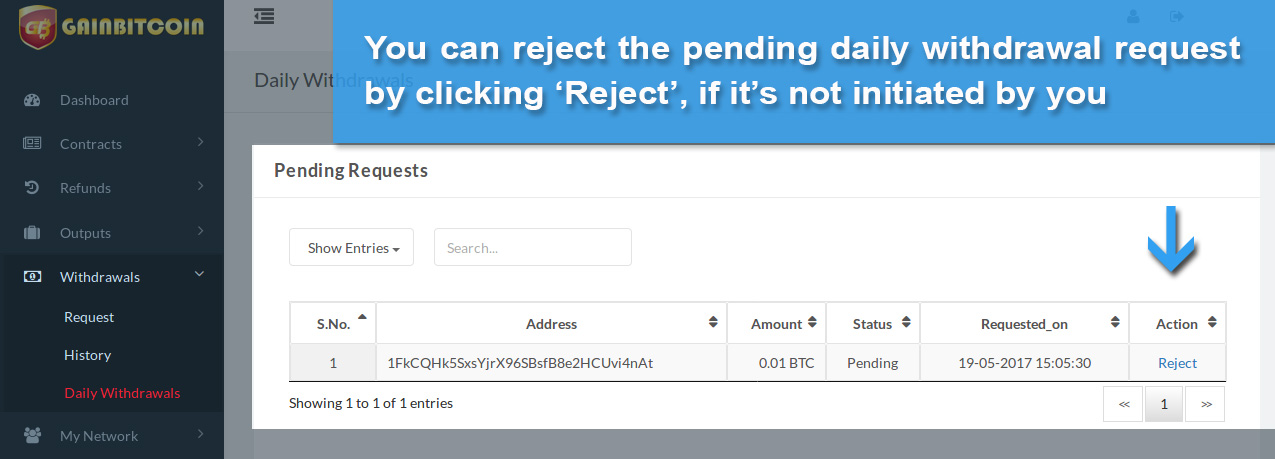 GAINBITCOIN
You can reject the pending daily withdrawal request
by clicking ‘Reject’, if it’s not initiated by you
Daily Withdrawals
Dashboard
Contracts
Refunds
Outputs
Withdrawals
Request
History
Daily Withdrawals
My Network
Pending Requests
Show Entries
Search...
S.No. Address Amount Status Requested_on Action
1 1FkCQHk5SxsYjrX96SBsfB8e2HCUvi4nAt 0.01 BTC Pending 19-05-2017 15:05:30 Reject
Showing 1 to 1 of 1 entries
<< 1 >>